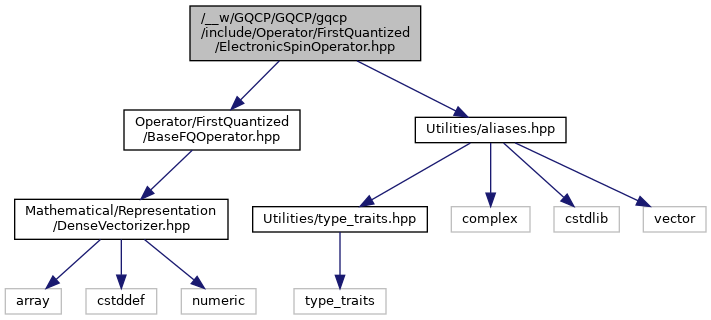 /__w/GQCP/GQCP/gqcp
/include/Operator/FirstQuantized
/ElectronicSpinOperator.hpp
Operator/FirstQuantized
/BaseFQOperator.hpp
Utilities/aliases.hpp
Mathematical/Representation
/DenseVectorizer.hpp
Utilities/type_traits.hpp
complex
cstdlib
vector
array
cstddef
numeric
type_traits